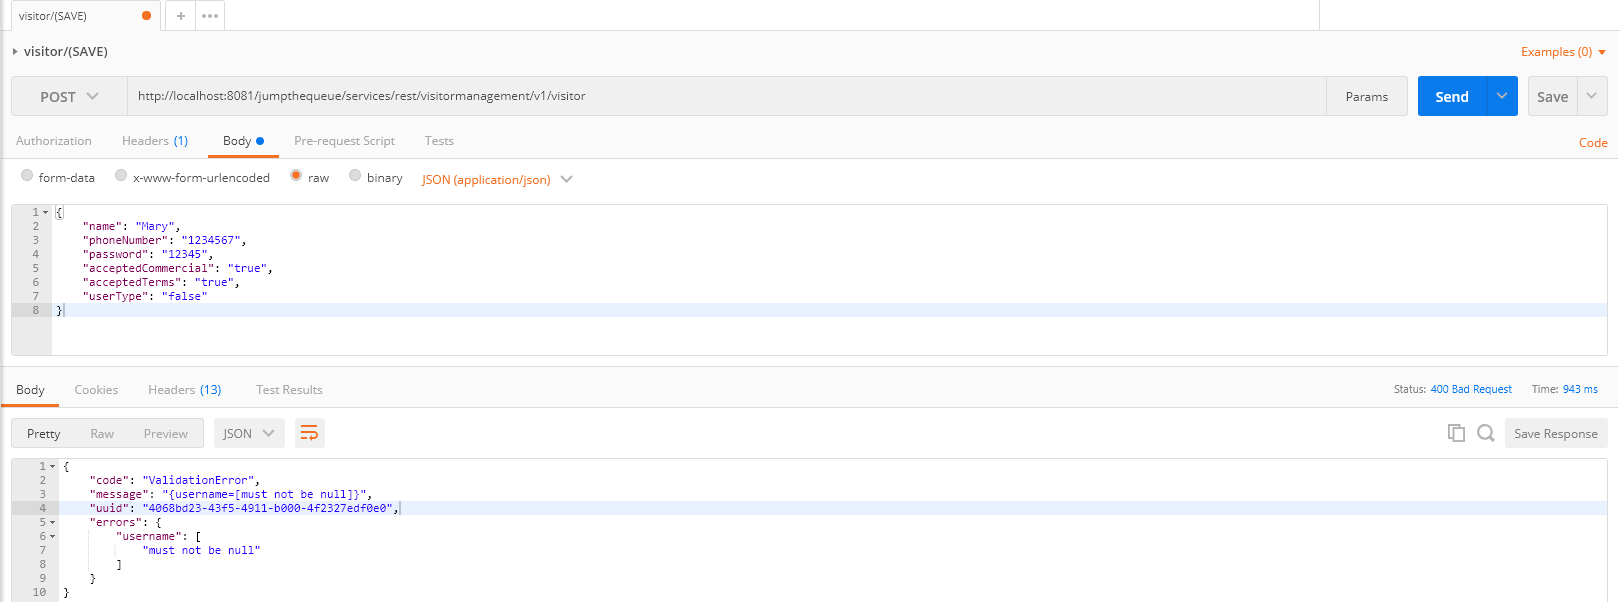 visitor/(SAVE) + •••
visitor/(SAVE) Examples (0)
POST http://localhost:8081/jumpthequeue/services/rest/visitormanagement/v1/visitor Params Send Save
Authorization Headers (1) Body Pre-request Script Tests Code
form-data x-www-form-urlencoded raw binary JSON (application/json)
1 {
2 "name": "Mary",
3 "phoneNumber": "1234567",
4 "password": "12345",
5 "acceptedCommercial": "true",
6 "acceptedTerms": "true",
7 "userType": "false"
8 }
Body Cookies Headers (13) Test Results Status: 400 Bad Request Time: 943 ms
Pretty Raw Preview JSON Save Response
1 {
2 "code": "ValidationError",
3 "message": "{username=[must not be null]}",
4 "uuid": "4068bd23-43f5-4911-b000-4f2327edf0e0",
5 "errors": {
6 "username": [
7 "must not be null"
8 ]
9 }
10 }